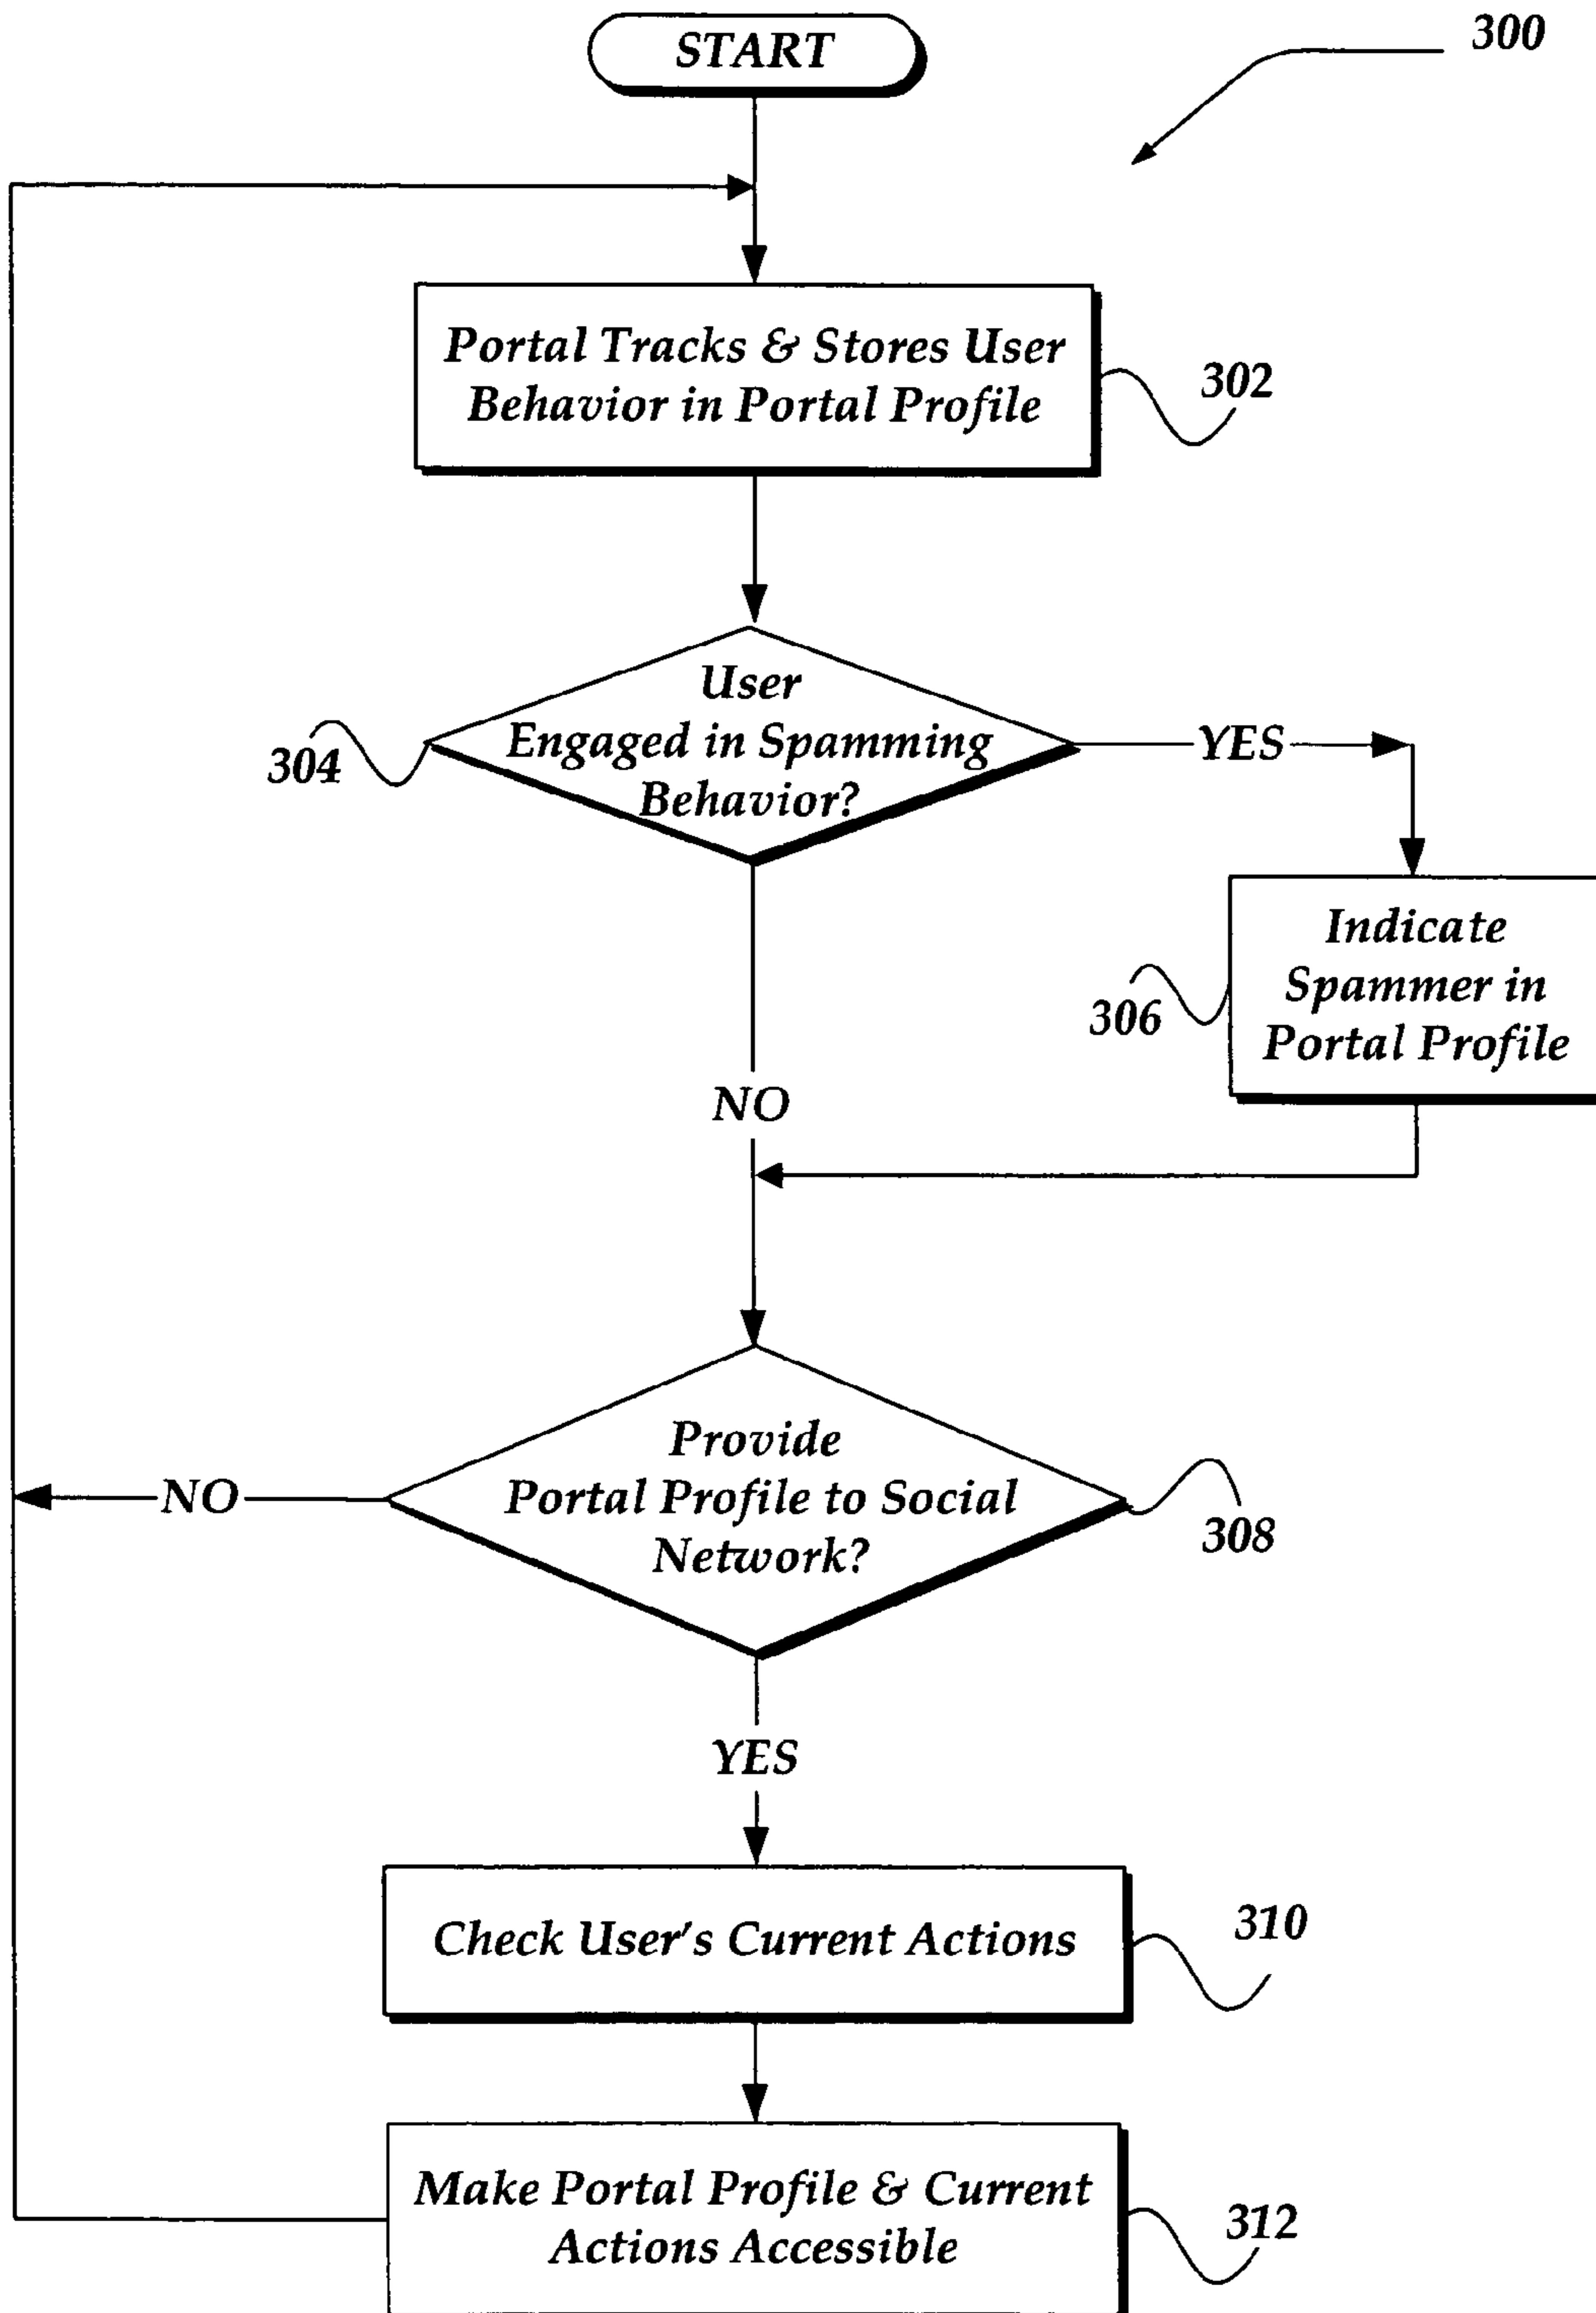 START
300
Portal Tracks & Stores User
Behavior in Portal Profile
302
User
Engaged in Spamming
Behavior?
304
YES
Indicate
Spammer in
Portal Profile
306
NO
Provide
Portal Profile to Social
Network?
NO
308
YES
Check User's Current Actions
310
Make Portal Profile & Current
Actions Accessible
312